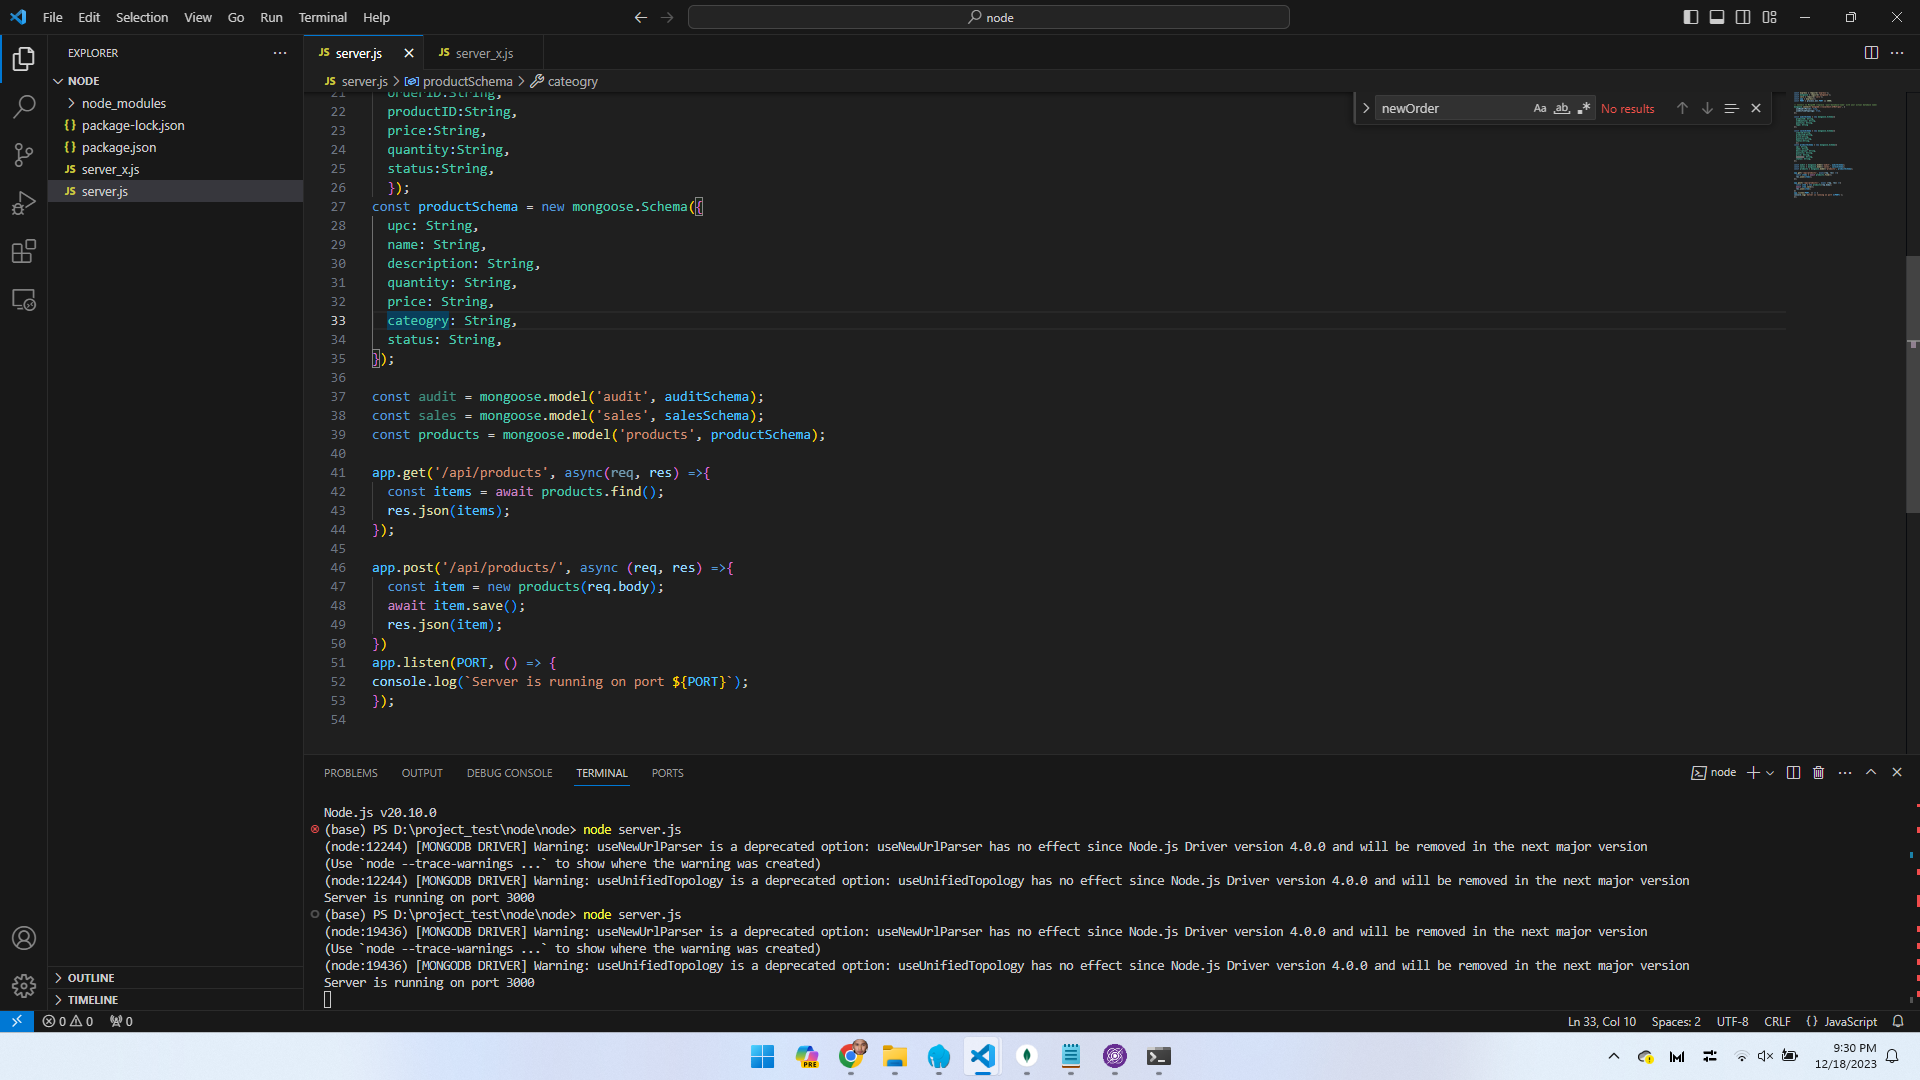 File Edit Selection View Go Run Terminal Help
node
EXPLORER
NODE
node_modules
{} package-lock.json
{} package.json
JS server_x.js
JS server.js
OUTLINE
TIMELINE
JS server.js
JS server_x.js
JS server.js > productSchema > cateogry
newOrder Aa ab No results
21 orderID:String,
22 productID:String,
23 price:String,
24 quantity:String,
25 status:String,
26 });
27 const productSchema = new mongoose.Schema({
28 upc: String,
29 name: String,
30 description: String,
31 quantity: String,
32 price: String,
33 cateogry: String,
34 status: String,
35 });
36
37 const audit = mongoose.model('audit', auditSchema);
38 const sales = mongoose.model('sales', salesSchema);
39 const products = mongoose.model('products', productSchema);
40
41 app.get('/api/products', async(req, res) =>{
42 const items = await products.find();
43 res.json(items);
44 });
45
46 app.post('/api/products/', async (req, res) =>{
47 const item = new products(req.body);
48 await item.save();
49 res.json(item);
50 })
51 app.listen(PORT, () => {
52 console.log(`Server is running on port ${PORT}`);
53 });
54
PROBLEMS OUTPUT DEBUG CONSOLE TERMINAL PORTS
node
Node.js v20.10.0
(base) PS D:\project_test\node\node> node server.js
(node:12244) [MONGODB DRIVER] Warning: useNewUrlParser is a deprecated option: useNewUrlParser has no effect since Node.js Driver version 4.0.0 and will be removed in the next major version
(Use `node --trace-warnings ...` to show where the warning was created)
(node:12244) [MONGODB DRIVER] Warning: useUnifiedTopology is a deprecated option: useUnifiedTopology has no effect since Node.js Driver version 4.0.0 and will be removed in the next major version
Server is running on port 3000
(base) PS D:\project_test\node\node> node server.js
(node:19436) [MONGODB DRIVER] Warning: useNewUrlParser is a deprecated option: useNewUrlParser has no effect since Node.js Driver version 4.0.0 and will be removed in the next major version
(Use `node --trace-warnings ...` to show where the warning was created)
(node:19436) [MONGODB DRIVER] Warning: useUnifiedTopology is a deprecated option: useUnifiedTopology has no effect since Node.js Driver version 4.0.0 and will be removed in the next major version
Server is running on port 3000
0 0 0
Ln 33, Col 10 Spaces: 2 UTF-8 CRLF {} JavaScript
PRE
9:30 PM
12/18/2023